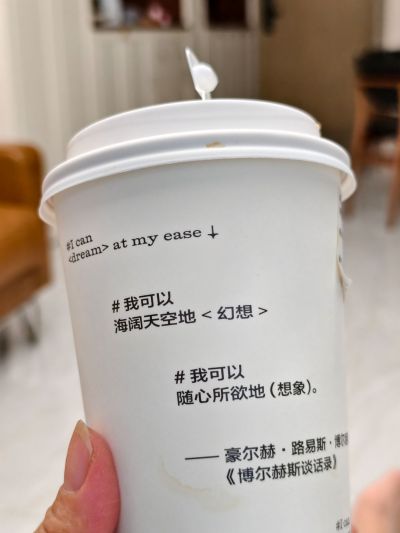 #I can
<dream> at my ease ↓
# 我可以
海阔天空地 < 幻想 >
# 我可以
随心所欲地 (想象)。
—— 豪尔赫·路易斯·博尔
《博尔赫斯谈话录》
#I can